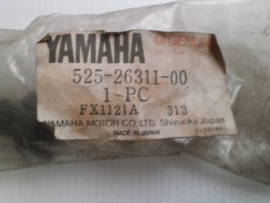 YAMAHA
525-26311-00
1-PC
FX1121A 313
YAMAHA MOTOR CO LTD Shizuoka Japan
MADE IN JAPAN